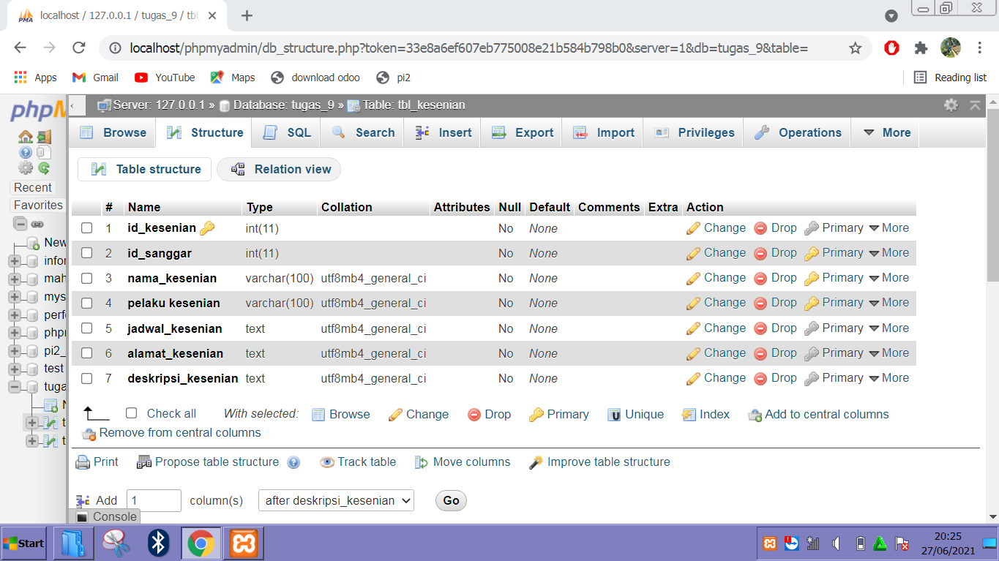 localhost / 127.0.0.1 / tugas_9 / tbl
localhost/phpmyadmin/db_structure.php?token=33e8a6ef607eb775008e21b584b798b0&server=1&db=tugas_9&table=
Apps Gmail YouTube Maps download odoo pi2 Reading list
phpM
Recent
Favorites
New
infor
mah
mys
perfo
phpm
pi2_
test
tuga
N
t
t
Server: 127.0.0.1 » Database: tugas_9 » Table: tbl_kesenian
Browse Structure SQL Search Insert Export Import Privileges Operations More
Table structure Relation view
# Name Type Collation Attributes Null Default Comments Extra Action
1 id_kesenian int(11) No None Change Drop Primary More
2 id_sanggar int(11) No None Change Drop Primary More
3 nama_kesenian varchar(100) utf8mb4_general_ci No None Change Drop Primary More
4 pelaku kesenian varchar(100) utf8mb4_general_ci No None Change Drop Primary More
5 jadwal_kesenian text utf8mb4_general_ci No None Change Drop Primary More
6 alamat_kesenian text utf8mb4_general_ci No None Change Drop Primary More
7 deskripsi_kesenian text utf8mb4_general_ci No None Change Drop Primary More
Check all With selected: Browse Change Drop Primary Unique Index Add to central columns
Remove from central columns
Print Propose table structure Track table Move columns Improve table structure
Add 1 column(s) after deskripsi_kesenian Go
Console
Start
20:25
27/06/2021